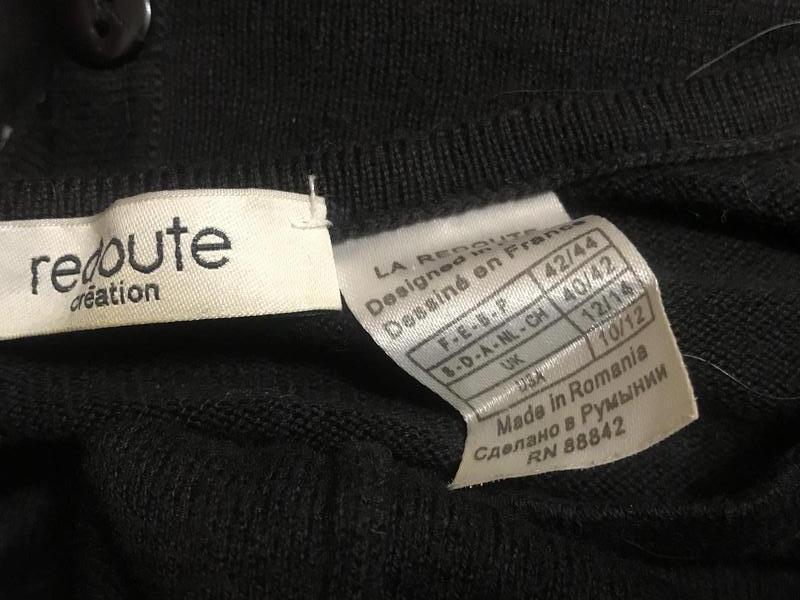 redoute
création
LA REDOUTE
Designed in France
Dessiné en France
F-E-B-P 42/44
B-D-A-NL-CH 40/42
UK 12/14
USA 10/12
Made in Romania
Сделано в Румынии
RN 88842